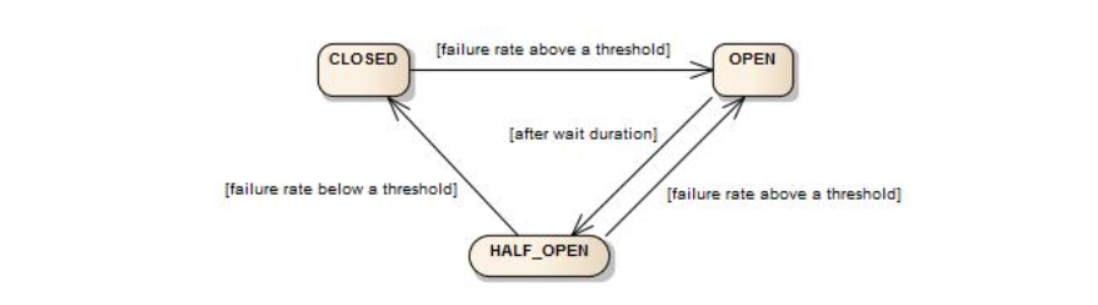 [failure rate above a threshold]
CLOSED
OPEN
[after wait duration]
[failure rate below a threshold]
[failure rate above a threshold]
HALF_OPEN